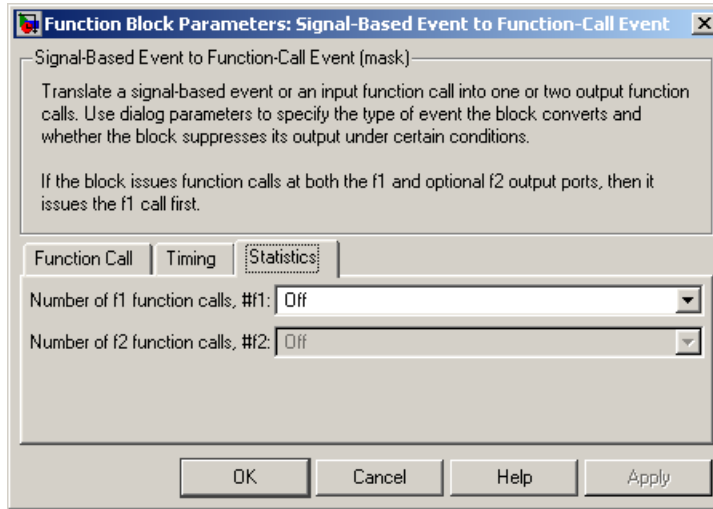 Function Block Parameters: Signal-Based Event to Function-Call Event
Signal-Based Event to Function-Call Event (mask)
Translate a signal-based event or an input function call into one or two output function
calls. Use dialog parameters to specify the type of event the block converts and
whether the block suppresses its output under certain conditions.
If the block issues function calls at both the f1 and optional f2 output ports, then it
issues the f1 call first.
Function Call Timing Statistics
Number of f1 function calls, #f1: Off
Number of f2 function calls, #f2: Off
OK Cancel Help Apply